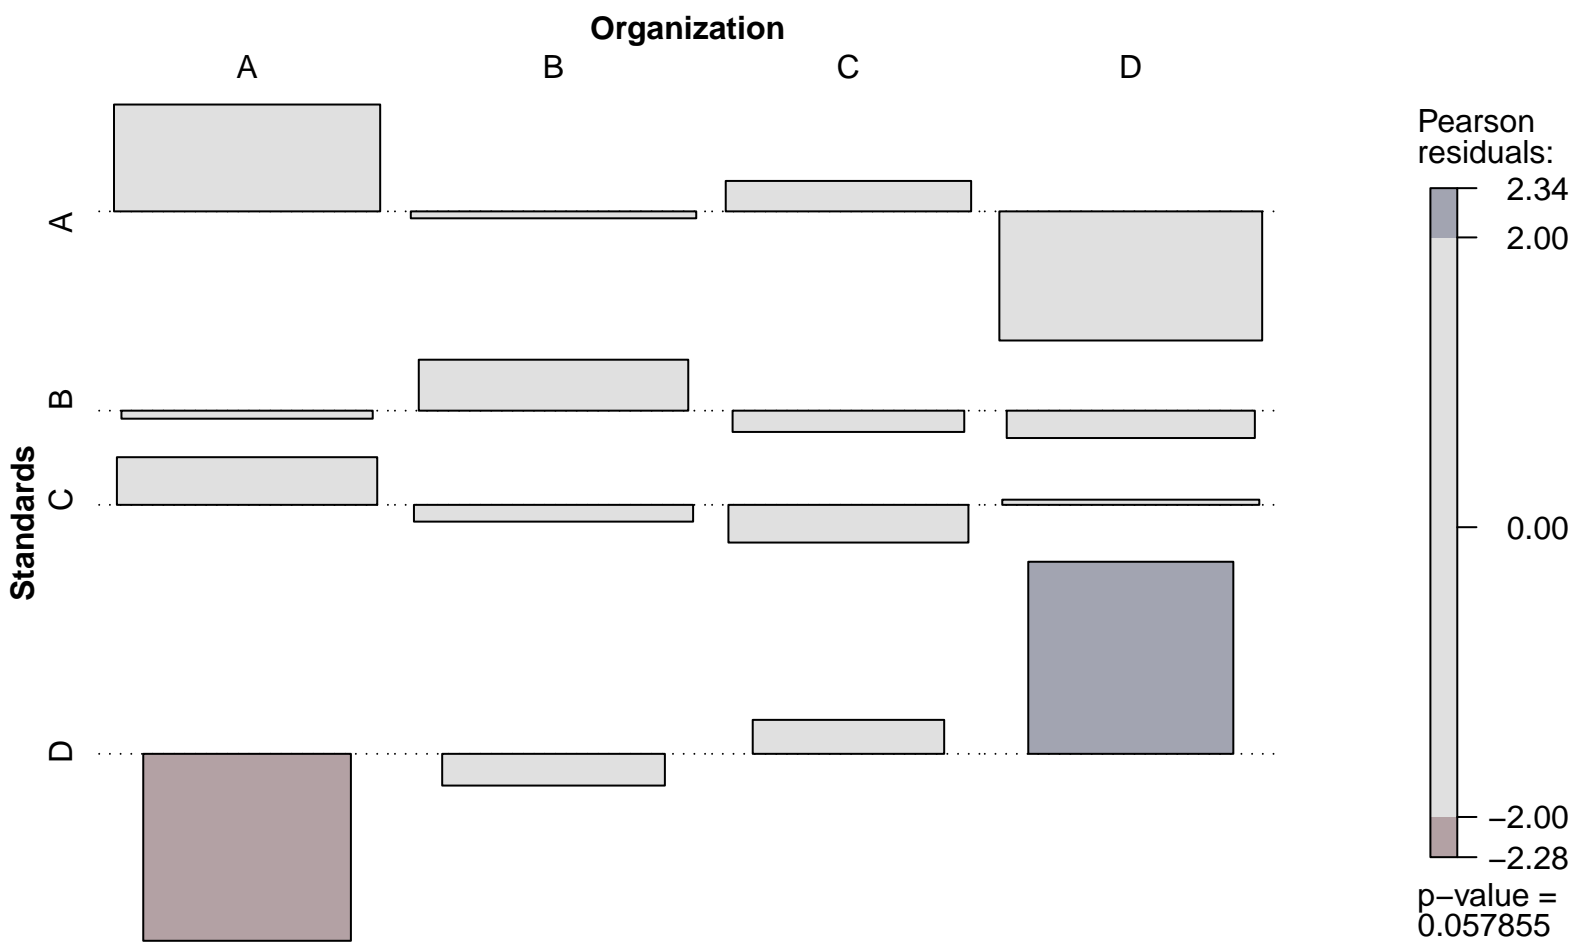 Organization
A B C D
Standards
A
B
C
D
Pearson
residuals:
2.34
2.00
0.00
−2.00
−2.28
p−value =
0.057855